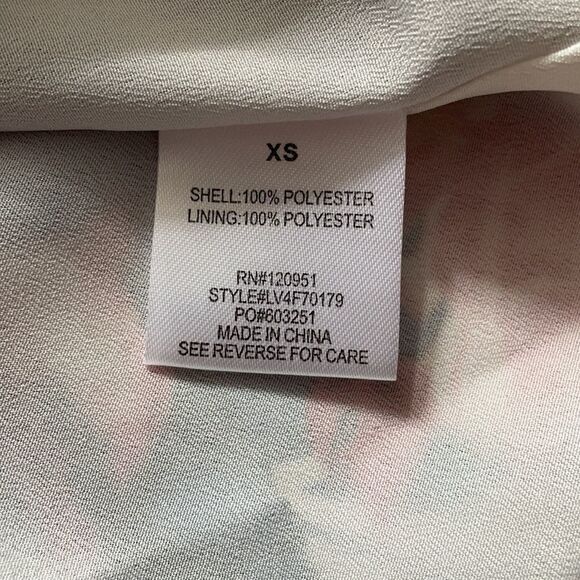 XS
SHELL:100% POLYESTER
LINING:100% POLYESTER
RN#120951
STYLE#LV4F70179
PO#603251
MADE IN CHINA
SEE REVERSE FOR CARE